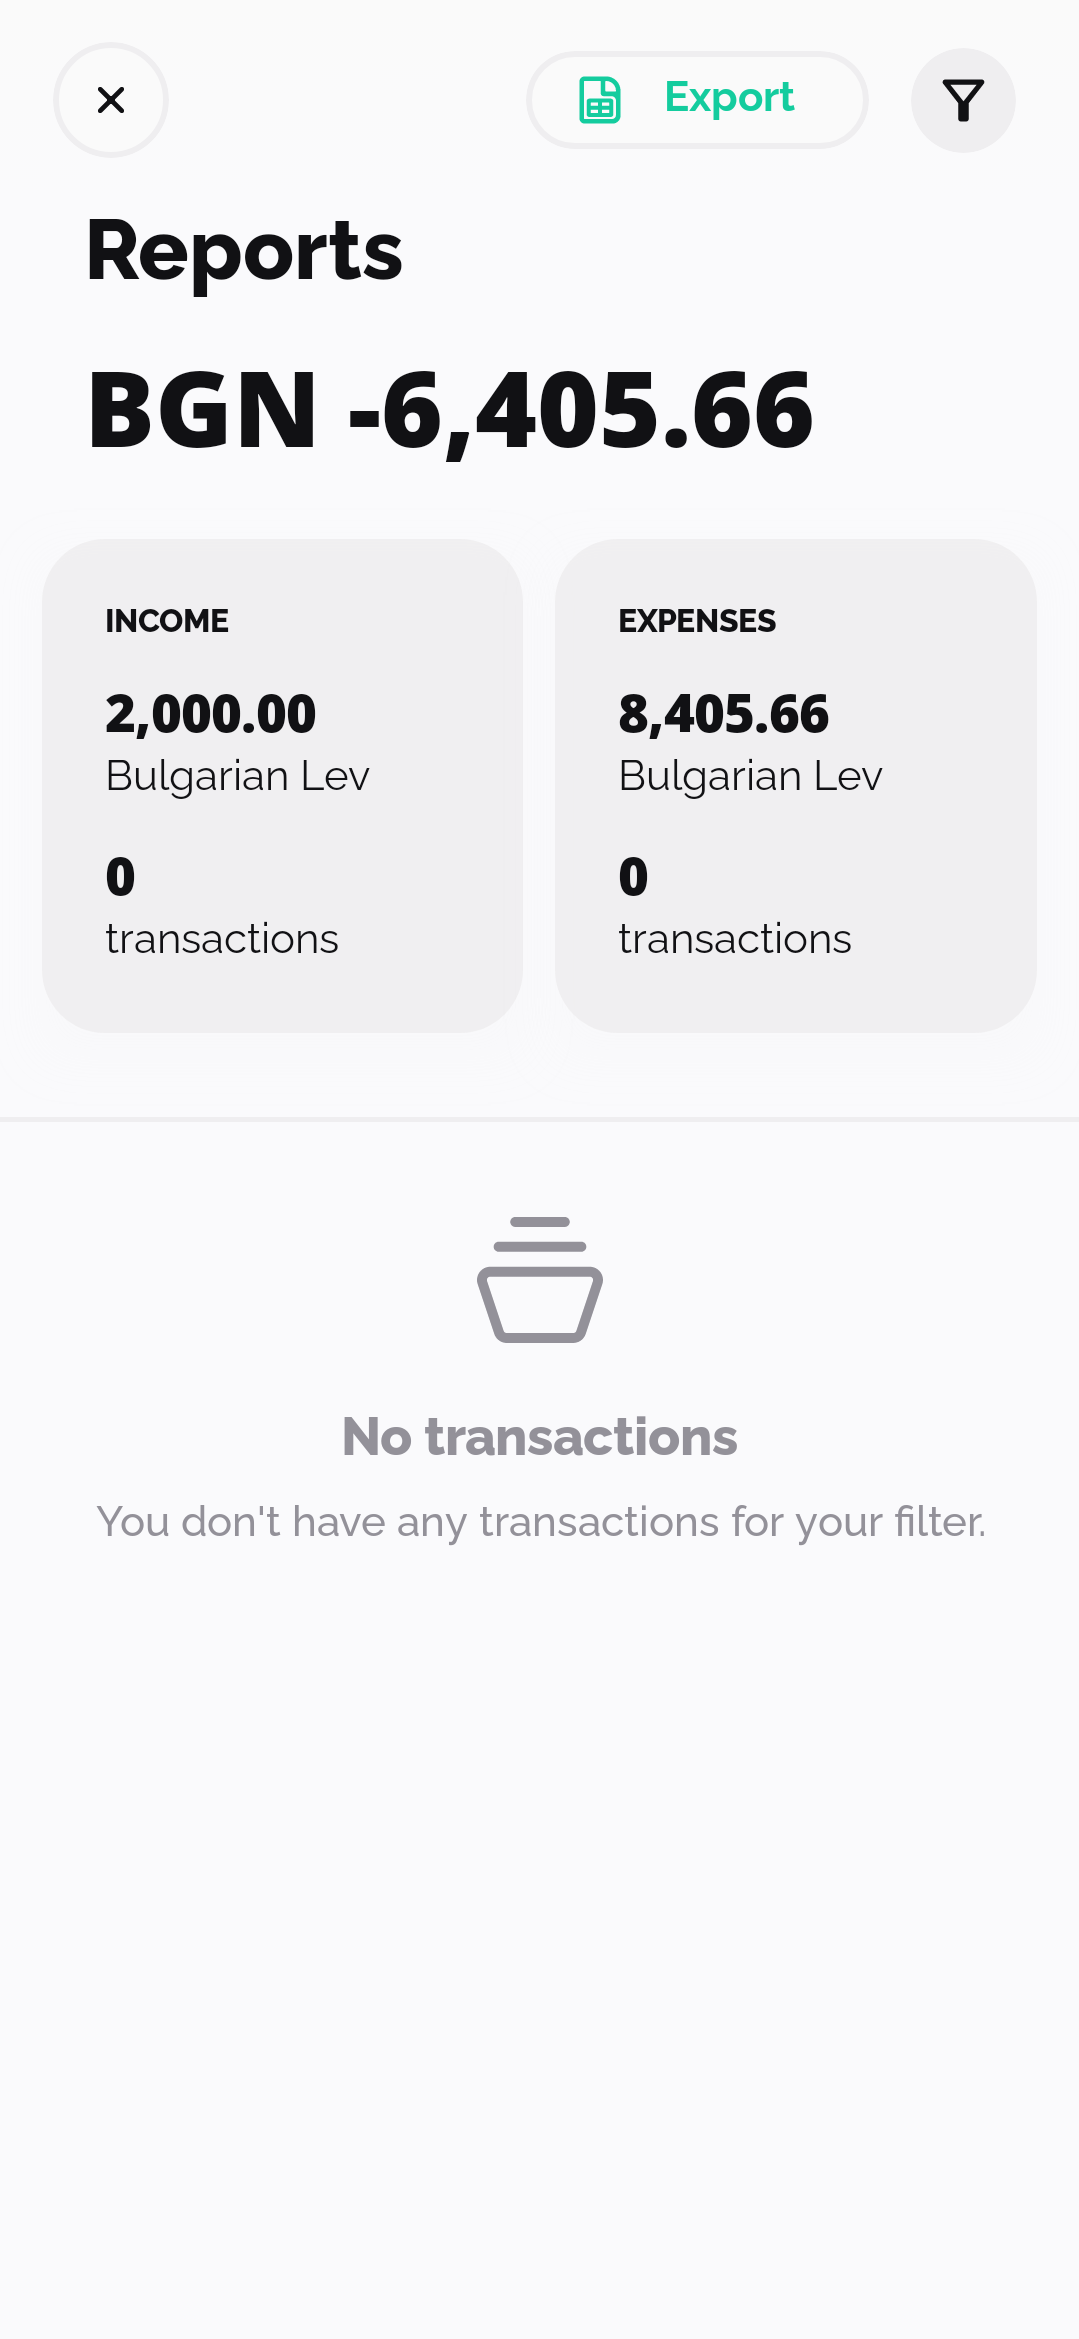 Export
Reports
BGN -6,405.66
INCOME
2,000.00
Bulgarian Lev
0
transactions
EXPENSES
8,405.66
Bulgarian Lev
0
transactions
No transactions
You don't have any transactions for your filter.